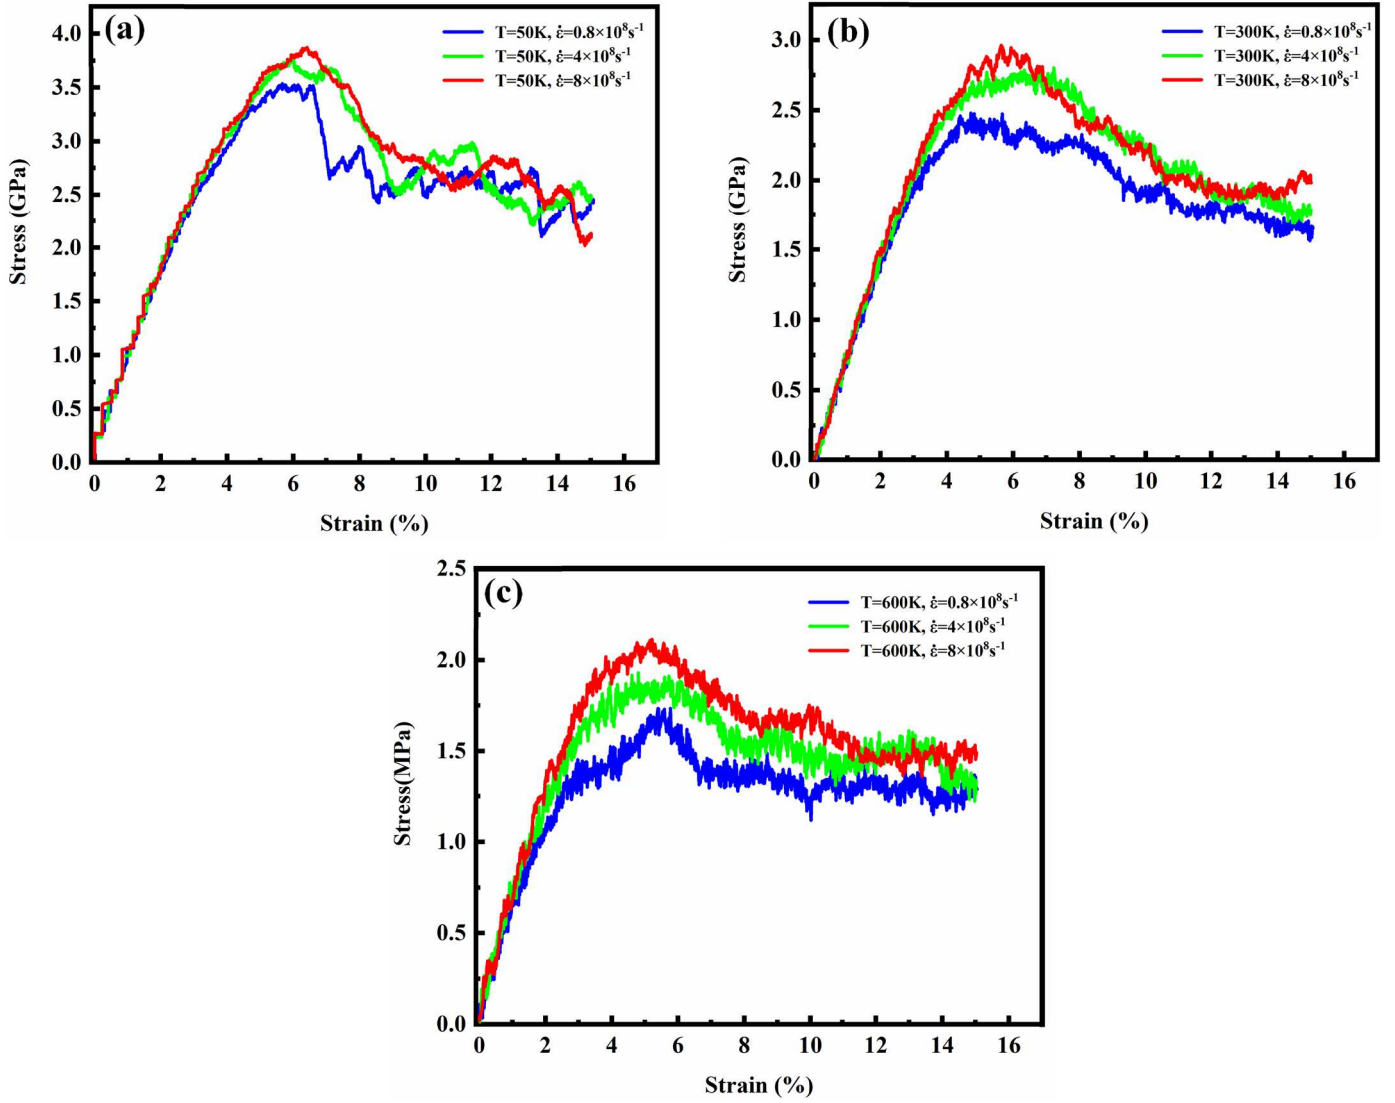 (a)
T=50K, ε̇=0.8×10⁸s⁻¹
T=50K, ε̇=4×10⁸s⁻¹
T=50K, ε̇=8×10⁸s⁻¹
4.0
3.5
3.0
2.5
2.0
1.5
1.0
0.5
0.0
Stress (GPa)
0 2 4 6 8 10 12 14 16
Strain (%)
(b)
T=300K, ε̇=0.8×10⁸s⁻¹
T=300K, ε̇=4×10⁸s⁻¹
T=300K, ε̇=8×10⁸s⁻¹
3.0
2.5
2.0
1.5
1.0
0.5
0.0
Stress (GPa)
0 2 4 6 8 10 12 14 16
Strain (%)
(c)
T=600K, ε̇=0.8×10⁸s⁻¹
T=600K, ε̇=4×10⁸s⁻¹
T=600K, ε̇=8×10⁸s⁻¹
2.5
2.0
1.5
1.0
0.5
0.0
Stress(MPa)
0 2 4 6 8 10 12 14 16
Strain (%)